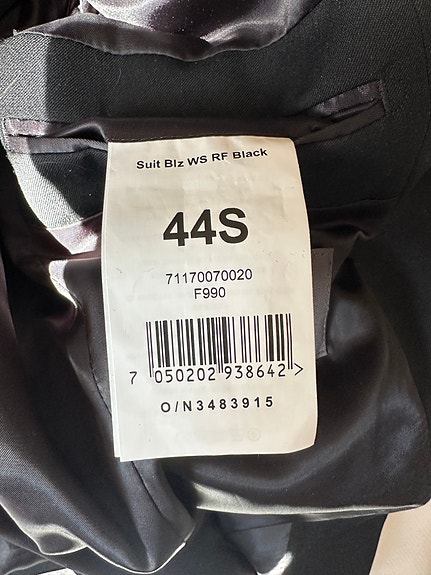 Suit Blz WS RF Black
44S
71170070020
F990
7 050202 938642 >
O/N3483915